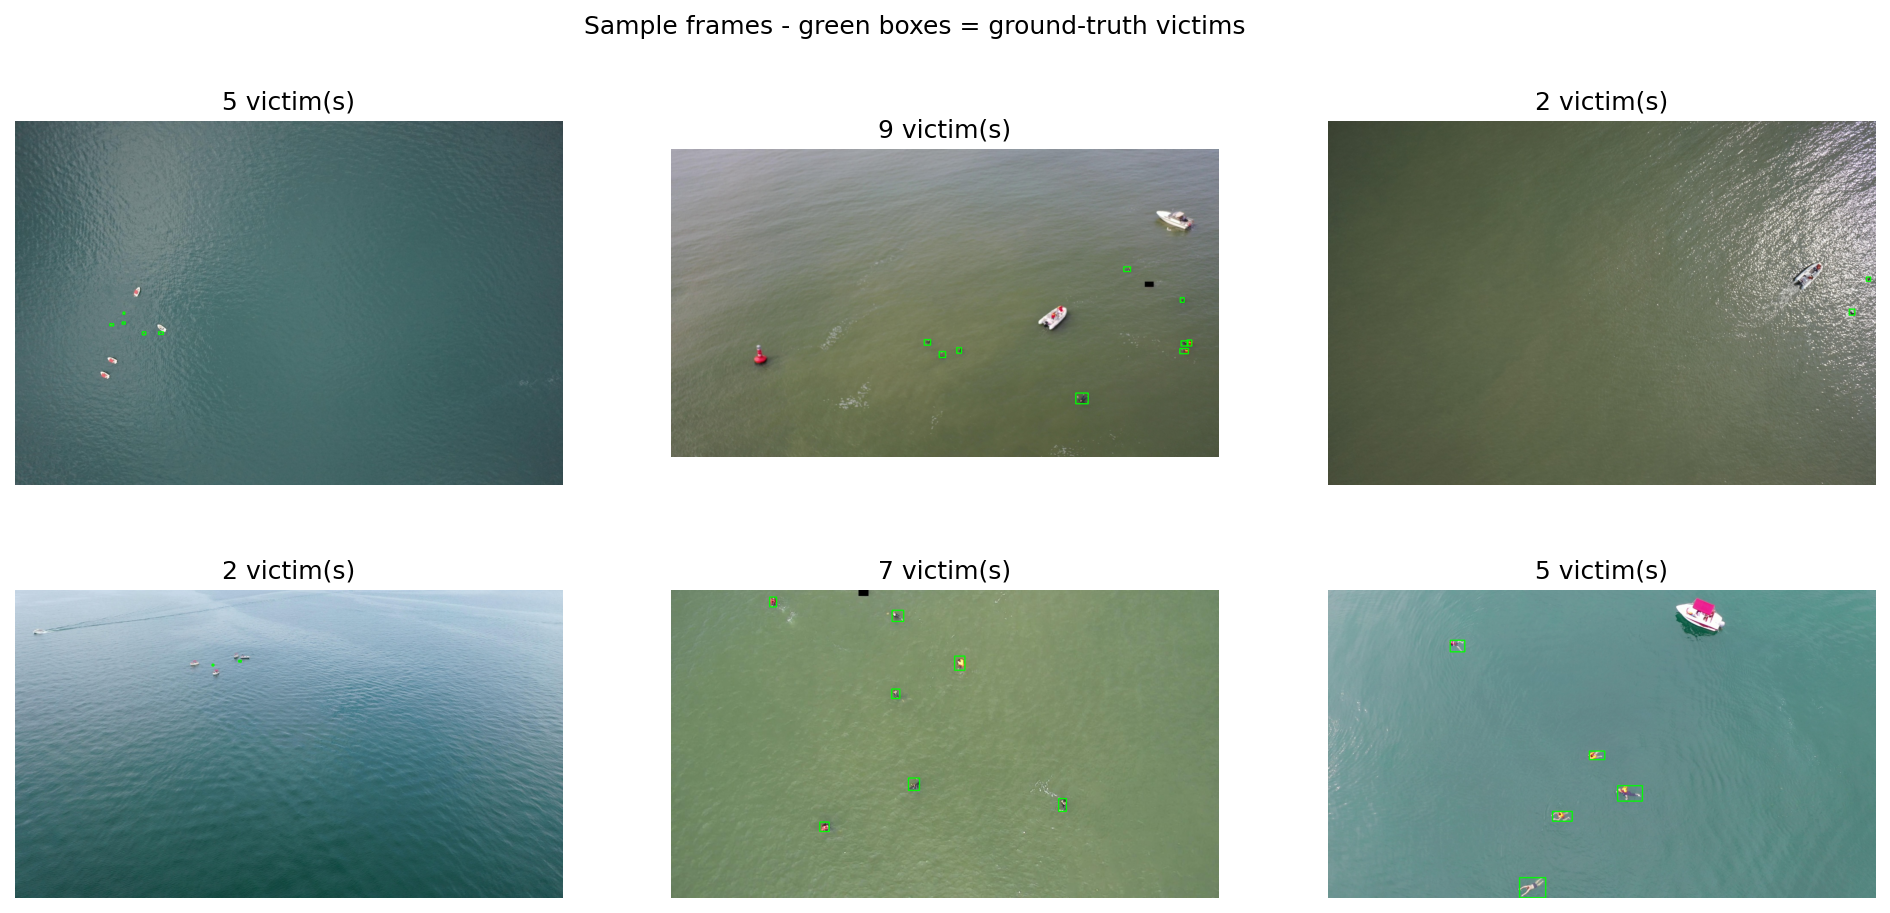 Sample frames - green boxes = ground-truth victims
5 victim(s)
9 victim(s)
2 victim(s)
2 victim(s)
7 victim(s)
5 victim(s)